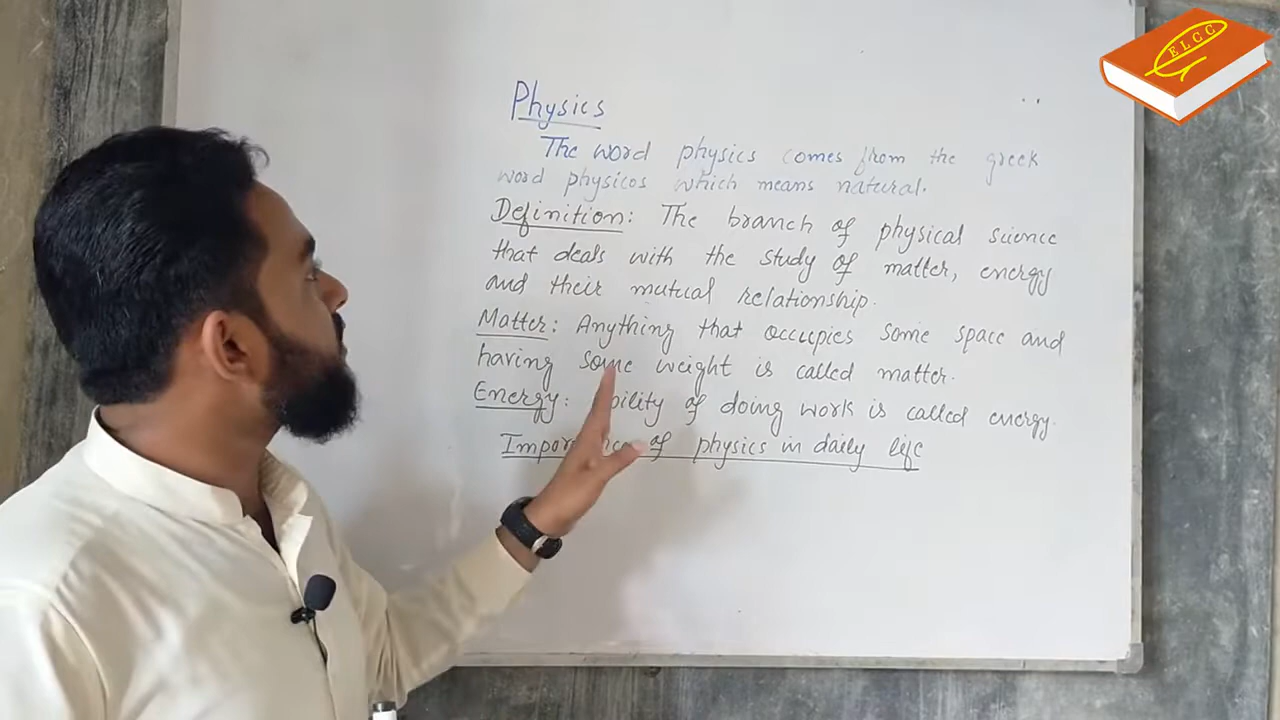 Physics
The word physics comes from the greek
word physicos which means natural.
Definition: The branch of physical science
that deals with the study of matter, energy
and their mutual relationship.
Matter: Anything that occupies some space and
having some weight is called matter.
Energy: bility of doing work is called energy.
Impor nce of physics in daily life
ELCC